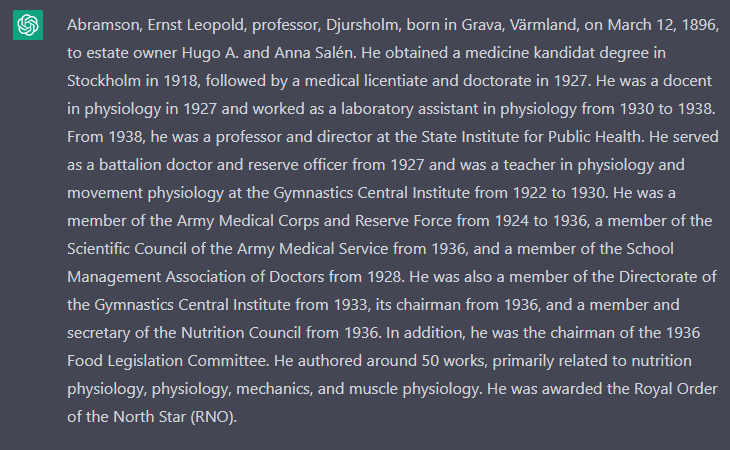 Abramson, Ernst Leopold, professor, Djursholm, born in Grava, Värmland, on March 12, 1896,
to estate owner Hugo A. and Anna Salén. He obtained a medicine kandidat degree in
Stockholm in 1918, followed by a medical licentiate and doctorate in 1927. He was a docent
in physiology in 1927 and worked as a laboratory assistant in physiology from 1930 to 1938.
From 1938, he was a professor and director at the State Institute for Public Health. He served
as a battalion doctor and reserve officer from 1927 and was a teacher in physiology and
movement physiology at the Gymnastics Central Institute from 1922 to 1930. He was a
member of the Army Medical Corps and Reserve Force from 1924 to 1936, a member of the
Scientific Council of the Army Medical Service from 1936, and a member of the School
Management Association of Doctors from 1928. He was also a member of the Directorate of
the Gymnastics Central Institute from 1933, its chairman from 1936, and a member and
secretary of the Nutrition Council from 1936. In addition, he was the chairman of the 1936
Food Legislation Committee. He authored around 50 works, primarily related to nutrition
physiology, physiology, mechanics, and muscle physiology. He was awarded the Royal Order
of the North Star (RNO).